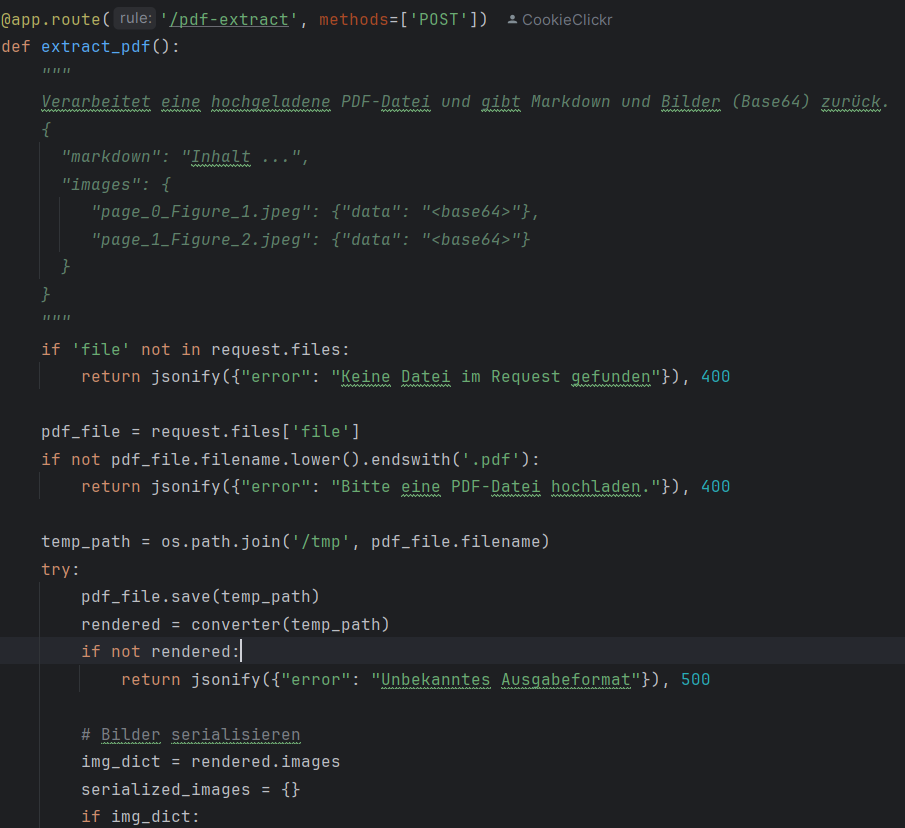 @app.route( rule: '/pdf-extract', methods=['POST']) CookieClickr
def extract_pdf():
    """
    Verarbeitet eine hochgeladene PDF-Datei und gibt Markdown und Bilder (Base64) zurück.
    {
      "markdown": "Inhalt ...",
      "images": {
         "page_0_Figure_1.jpeg": {"data": "<base64>"},
         "page_1_Figure_2.jpeg": {"data": "<base64>"}
      }
    }
    """
    if 'file' not in request.files:
        return jsonify({"error": "Keine Datei im Request gefunden"}), 400

    pdf_file = request.files['file']
    if not pdf_file.filename.lower().endswith('.pdf'):
        return jsonify({"error": "Bitte eine PDF-Datei hochladen."}), 400

    temp_path = os.path.join('/tmp', pdf_file.filename)
    try:
        pdf_file.save(temp_path)
        rendered = converter(temp_path)
        if not rendered:
            return jsonify({"error": "Unbekanntes Ausgabeformat"}), 500

        # Bilder serialisieren
        img_dict = rendered.images
        serialized_images = {}
        if img_dict: